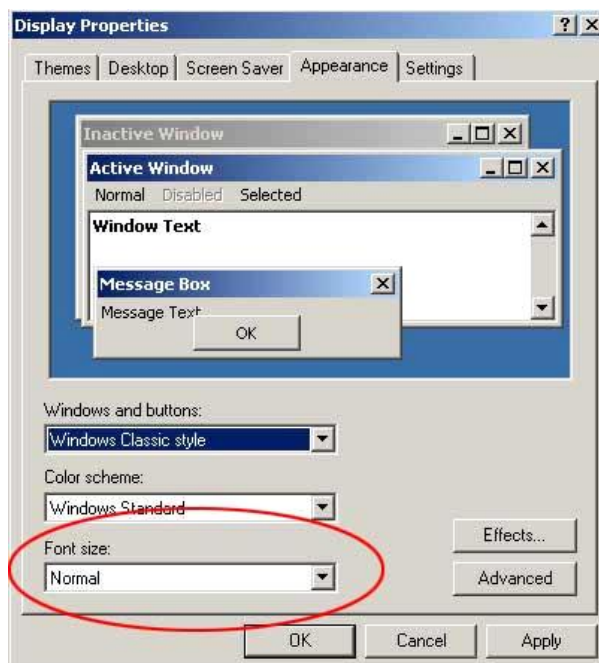 Display Properties
Themes Desktop Screen Saver Appearance Settings
Inactive Window
Active Window
Normal Disabled Selected
Window Text
Message Box
Message Text
OK
Windows and buttons:
Windows Classic style
Color scheme:
Windows Standard
Font size:
Normal
Effects...
Advanced
OK Cancel Apply